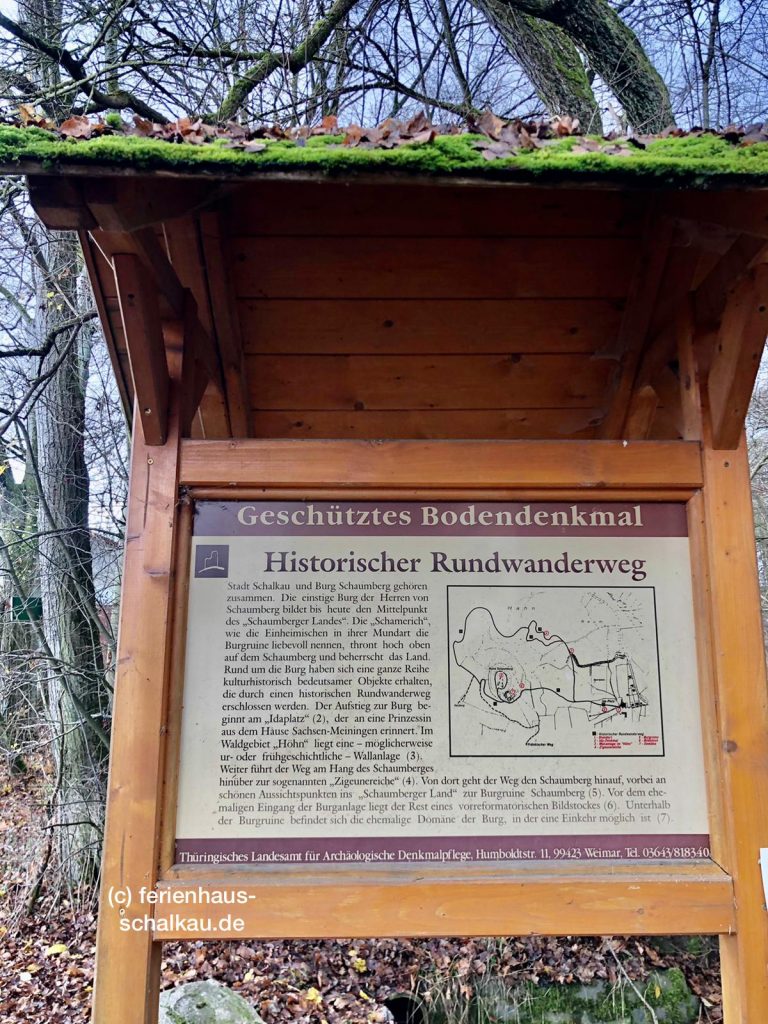 Geschütztes Bodendenkmal
Historischer Rundwanderweg
Stadt Schalkau und Burg Schaumberg gehören
zusammen. Die einstige Burg der Herren von
Schaumberg bildet bis heute den Mittelpunkt
des „Schaumberger Landes“. Die „Schamerich“,
wie die Einheimischen in ihrer Mundart die
Burgruine liebevoll nennen, thront hoch oben
auf dem Schaumberg und beherrscht das Land.
Rund um die Burg haben sich eine ganze Reihe
kulturhistorisch bedeutsamer Objekte erhalten,
die durch einen historischen Rundwanderweg
erschlossen werden. Der Aufstieg zur Burg be-
ginnt am „Idaplatz“ (2), der an eine Prinzessin
aus dem Hause Sachsen-Meiningen erinnert. Im
Waldgebiet „Höhn“ liegt eine – möglicherweise
ur- oder frühgeschichtliche – Wallanlage (3).
Weiter führt der Weg am Hang des Schaumberges
hinüber zur sogenannten „Zigeunereiche“ (4). Von dort geht der Weg den Schaumberg hinauf, vorbei an
schönen Aussichtspunkten ins „Schaumberger Land“ zur Burgruine Schaumberg (5). Vor dem ehe-
maligen Eingang der Burganlage liegt der Rest eines vorreformatorischen Bildstockes (6). Unterhalb
der Burgruine befindet sich die ehemalige Domäne der Burg, in der eine Einkehr möglich ist (7).
Thüringisches Landesamt für Archäologische Denkmalpflege, Humboldtstr. 11, 99423 Weimar, Tel. 03643/818340
(c) ferienhaus-
schalkau.de